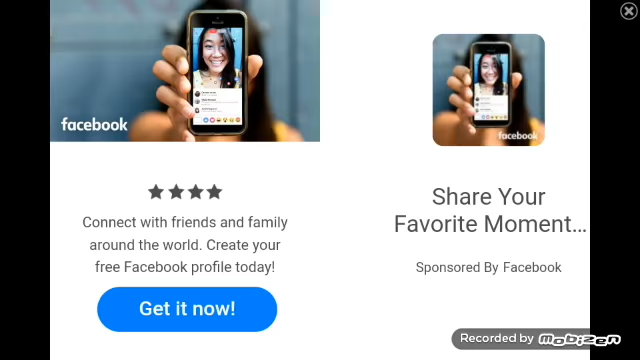 facebook
Connect with friends and family
around the world. Create your
free Facebook profile today!
Get it now!
facebook
Share Your
Favorite Moment...
Sponsored By Facebook
Recorded by mobizen